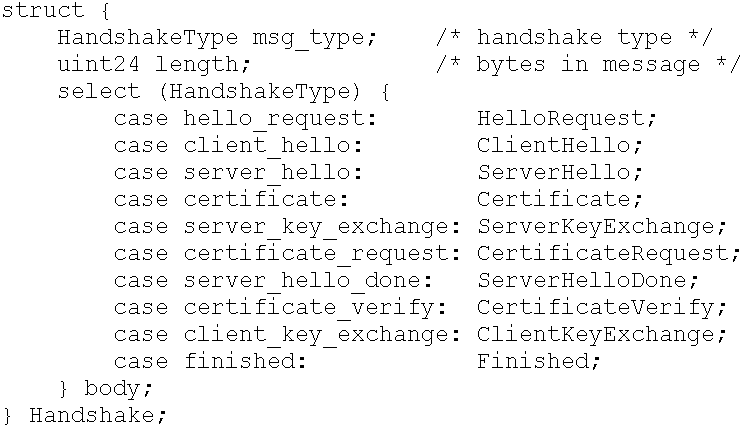 struct {
    HandshakeType msg_type;    /* handshake type */
    uint24 length;             /* bytes in message */
    select (HandshakeType) {
        case hello_request:       HelloRequest;
        case client_hello:        ClientHello;
        case server_hello:        ServerHello;
        case certificate:         Certificate;
        case server_key_exchange: ServerKeyExchange;
        case certificate_request: CertificateRequest;
        case server_hello_done:   ServerHelloDone;
        case certificate_verify:  CertificateVerify;
        case client_key_exchange: ClientKeyExchange;
        case finished:            Finished;
    } body;
} Handshake;